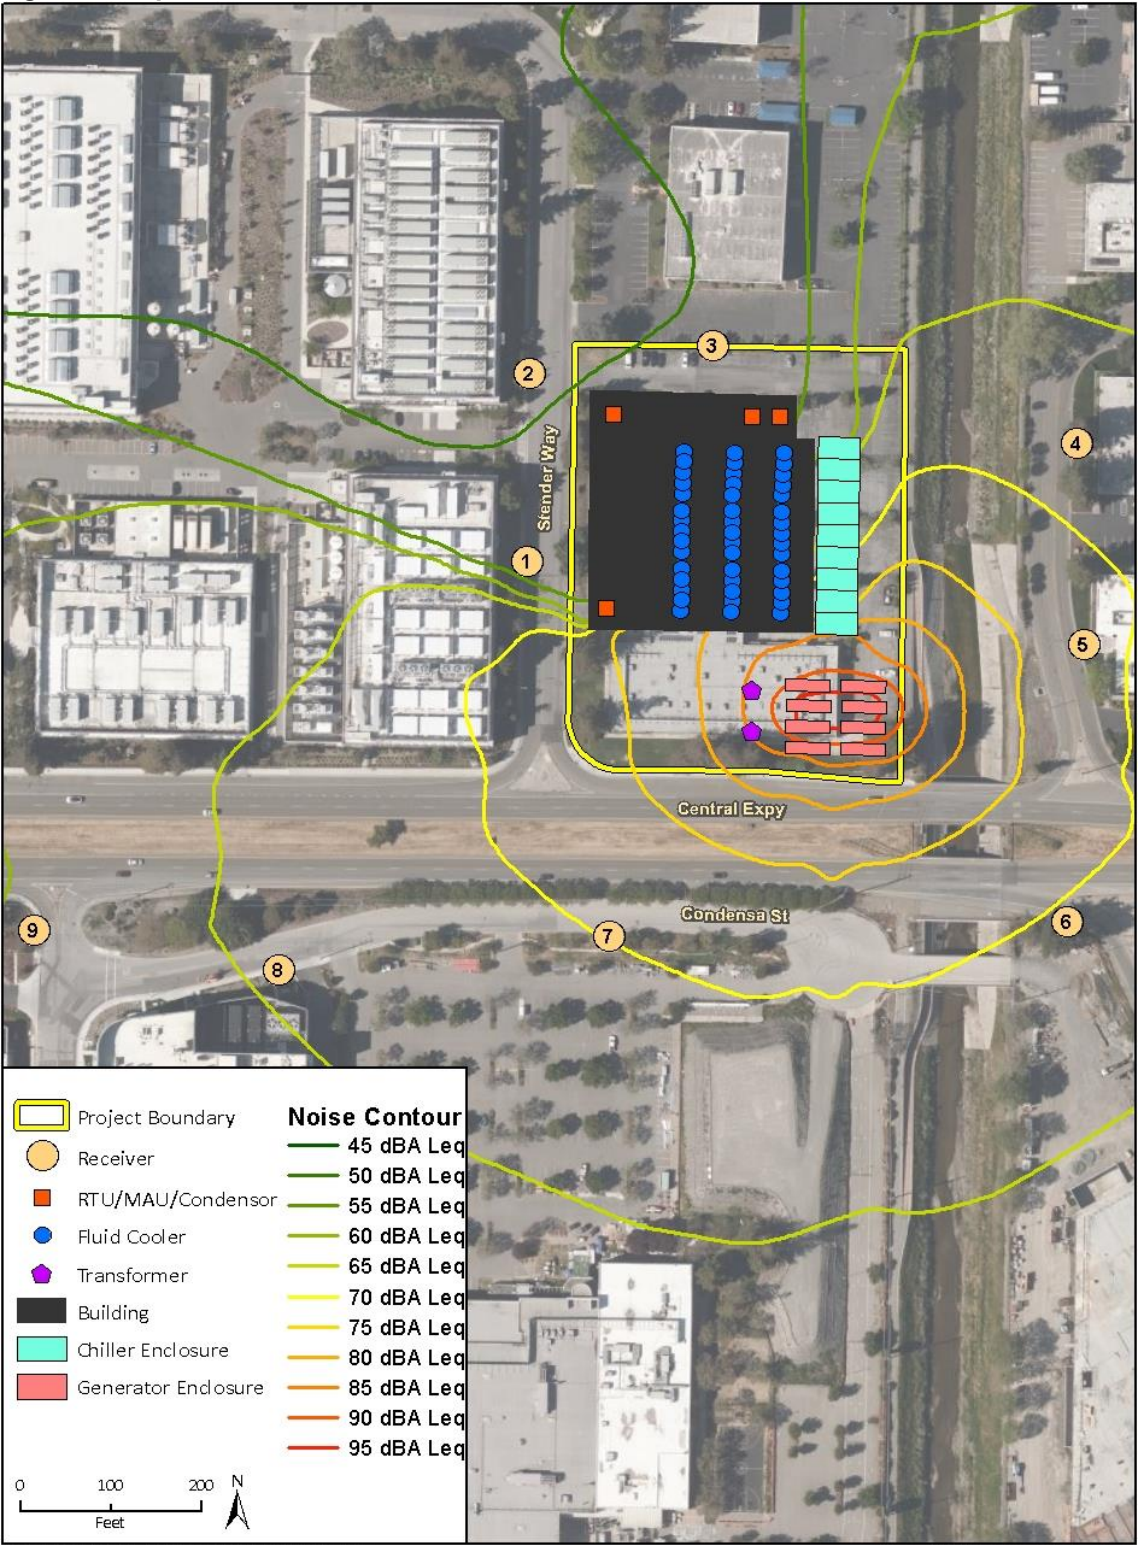 3
2
4
Stender Way
1
5
Central Expy
Condensa St
6
9
7
8
Project Boundary
Receiver
RTU/MAU/Condensor
Fluid Cooler
Transformer
Building
Chiller Enclosure
Generator Enclosure
Noise Contour
45 dBA Leq
50 dBA Leq
55 dBA Leq
60 dBA Leq
65 dBA Leq
70 dBA Leq
75 dBA Leq
80 dBA Leq
85 dBA Leq
90 dBA Leq
95 dBA Leq
0 100 200
Feet
N